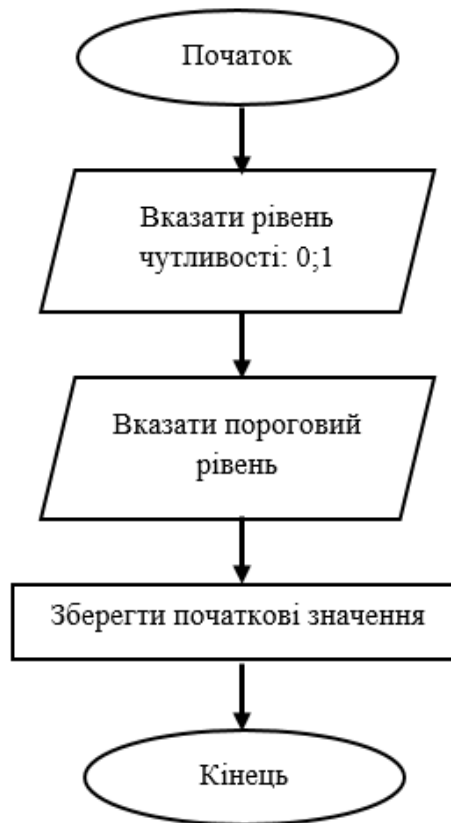 Початок
Вказати рівень
чутливості: 0;1
Вказати пороговий
рівень
Зберегти початкові значення
Кінець